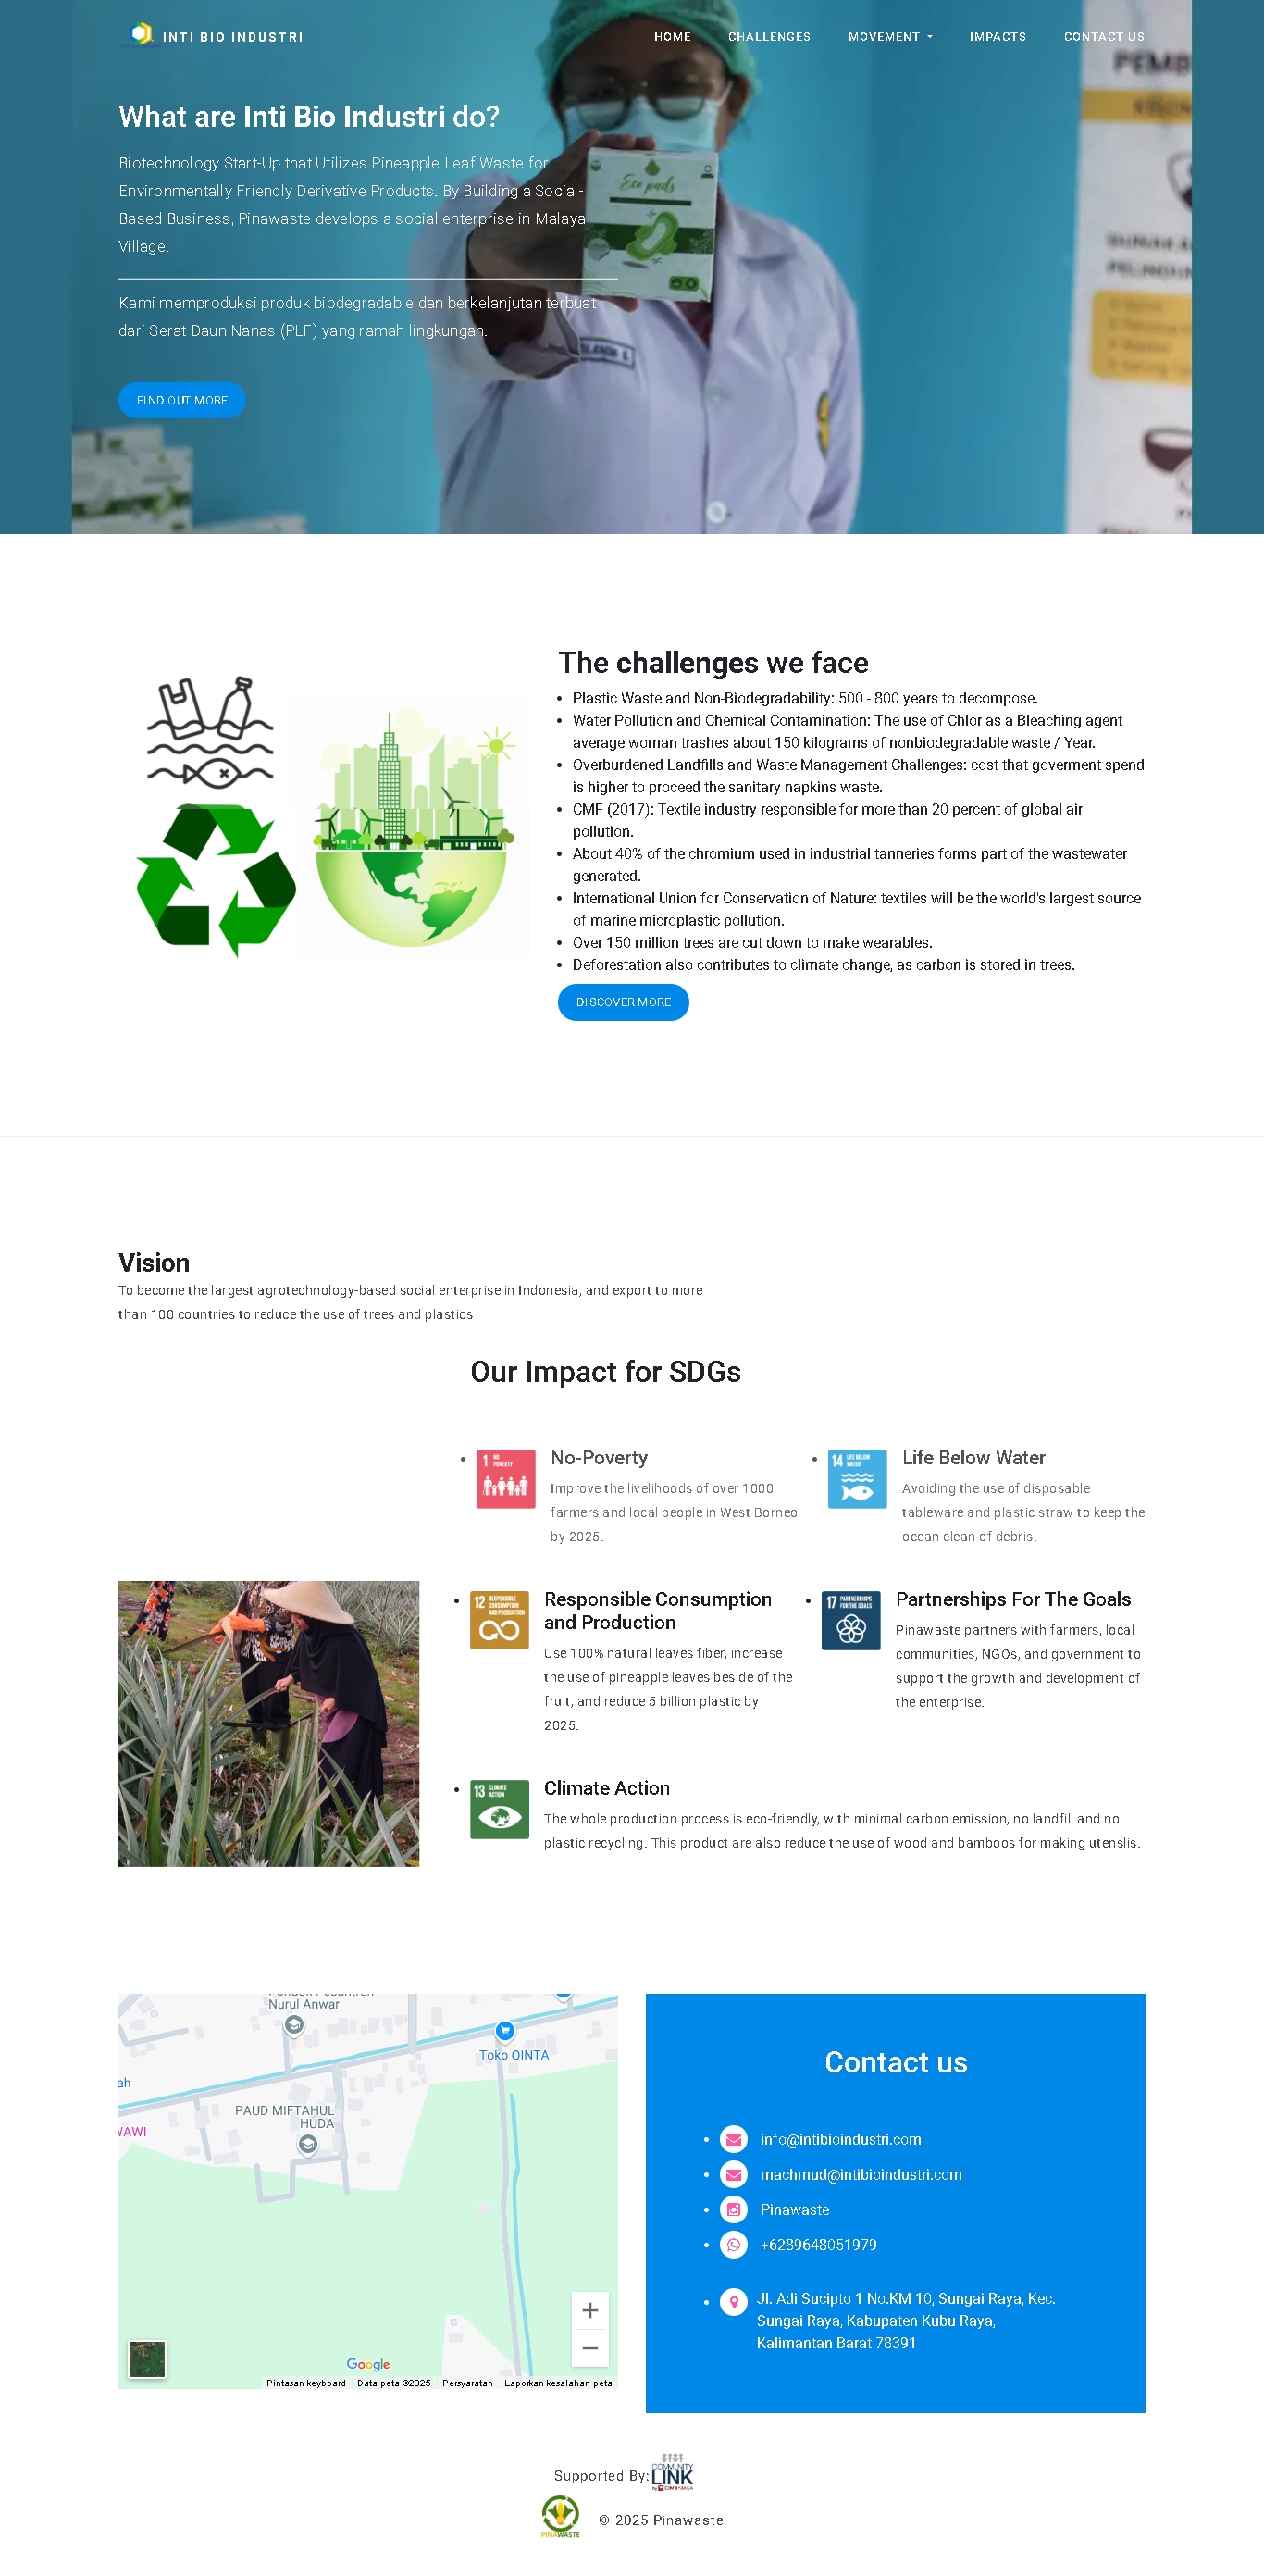 INTI BIO INDUSTRI
HOME
CHALLENGES
MOVEMENT
IMPACTS
CONTACT US
What are Inti Bio Industri do?
Biotechnology Start-Up that Utilizes Pineapple Leaf Waste for
Environmentally Friendly Derivative Products. By Building a Social-
Based Business, Pinawaste develops a social enterprise in Malaya
Village.
Kami memproduksi produk biodegradable dan berkelanjutan terbuat
dari Serat Daun Nanas (PLF) yang ramah lingkungan.
FIND OUT MORE
Eco pads
The challenges we face
Plastic Waste and Non-Biodegradability: 500 - 800 years to decompose.
Water Pollution and Chemical Contamination: The use of Chlor as a Bleaching agent
average woman trashes about 150 kilograms of nonbiodegradable waste / Year.
Overburdened Landfills and Waste Management Challenges: cost that goverment spend
is higher to proceed the sanitary napkins waste.
CMF (2017): Textile industry responsible for more than 20 percent of global air
pollution.
About 40% of the chromium used in industrial tanneries forms part of the wastewater
generated.
International Union for Conservation of Nature: textiles will be the world's largest source
of marine microplastic pollution.
Over 150 million trees are cut down to make wearables.
Deforestation also contributes to climate change, as carbon is stored in trees.
DISCOVER MORE
Vision
To become the largest agrotechnology-based social enterprise in Indonesia, and export to more
than 100 countries to reduce the use of trees and plastics
Our Impact for SDGs
1 NO POVERTY
No-Poverty
Improve the livelihoods of over 1000
farmers and local people in West Borneo
by 2025.
14 LIFE BELOW WATER
Life Below Water
Avoiding the use of disposable
tableware and plastic straw to keep the
ocean clean of debris.
12 RESPONSIBLE CONSUMPTION AND PRODUCTION
Responsible Consumption
and Production
Use 100% natural leaves fiber, increase
the use of pineapple leaves beside of the
fruit, and reduce 5 billion plastic by
2025.
17 PARTNERSHIPS FOR THE GOALS
Partnerships For The Goals
Pinawaste partners with farmers, local
communities, NGOs, and government to
support the growth and development of
the enterprise.
13 CLIMATE ACTION
Climate Action
The whole production process is eco-friendly, with minimal carbon emission, no landfill and no
plastic recycling. This product are also reduce the use of wood and bamboos for making utenslis.
Nurul Anwar
Toko QINTA
ah
PAUD MIFTAHUL
HUDA
WAWI
Google
Pintasan keyboard
Data peta ©2025
Persyaratan
Laporkan kesalahan peta
Contact us
info@intibioindustri.com
machmud@intibioindustri.com
Pinawaste
+6289648051979
Jl. Adi Sucipto 1 No.KM 10, Sungai Raya, Kec.
Sungai Raya, Kabupaten Kubu Raya,
Kalimantan Barat 78391
Supported By:
COMMUNITY
LINK
by CIMB NIAGA
PINAWASTE
© 2025 Pinawaste